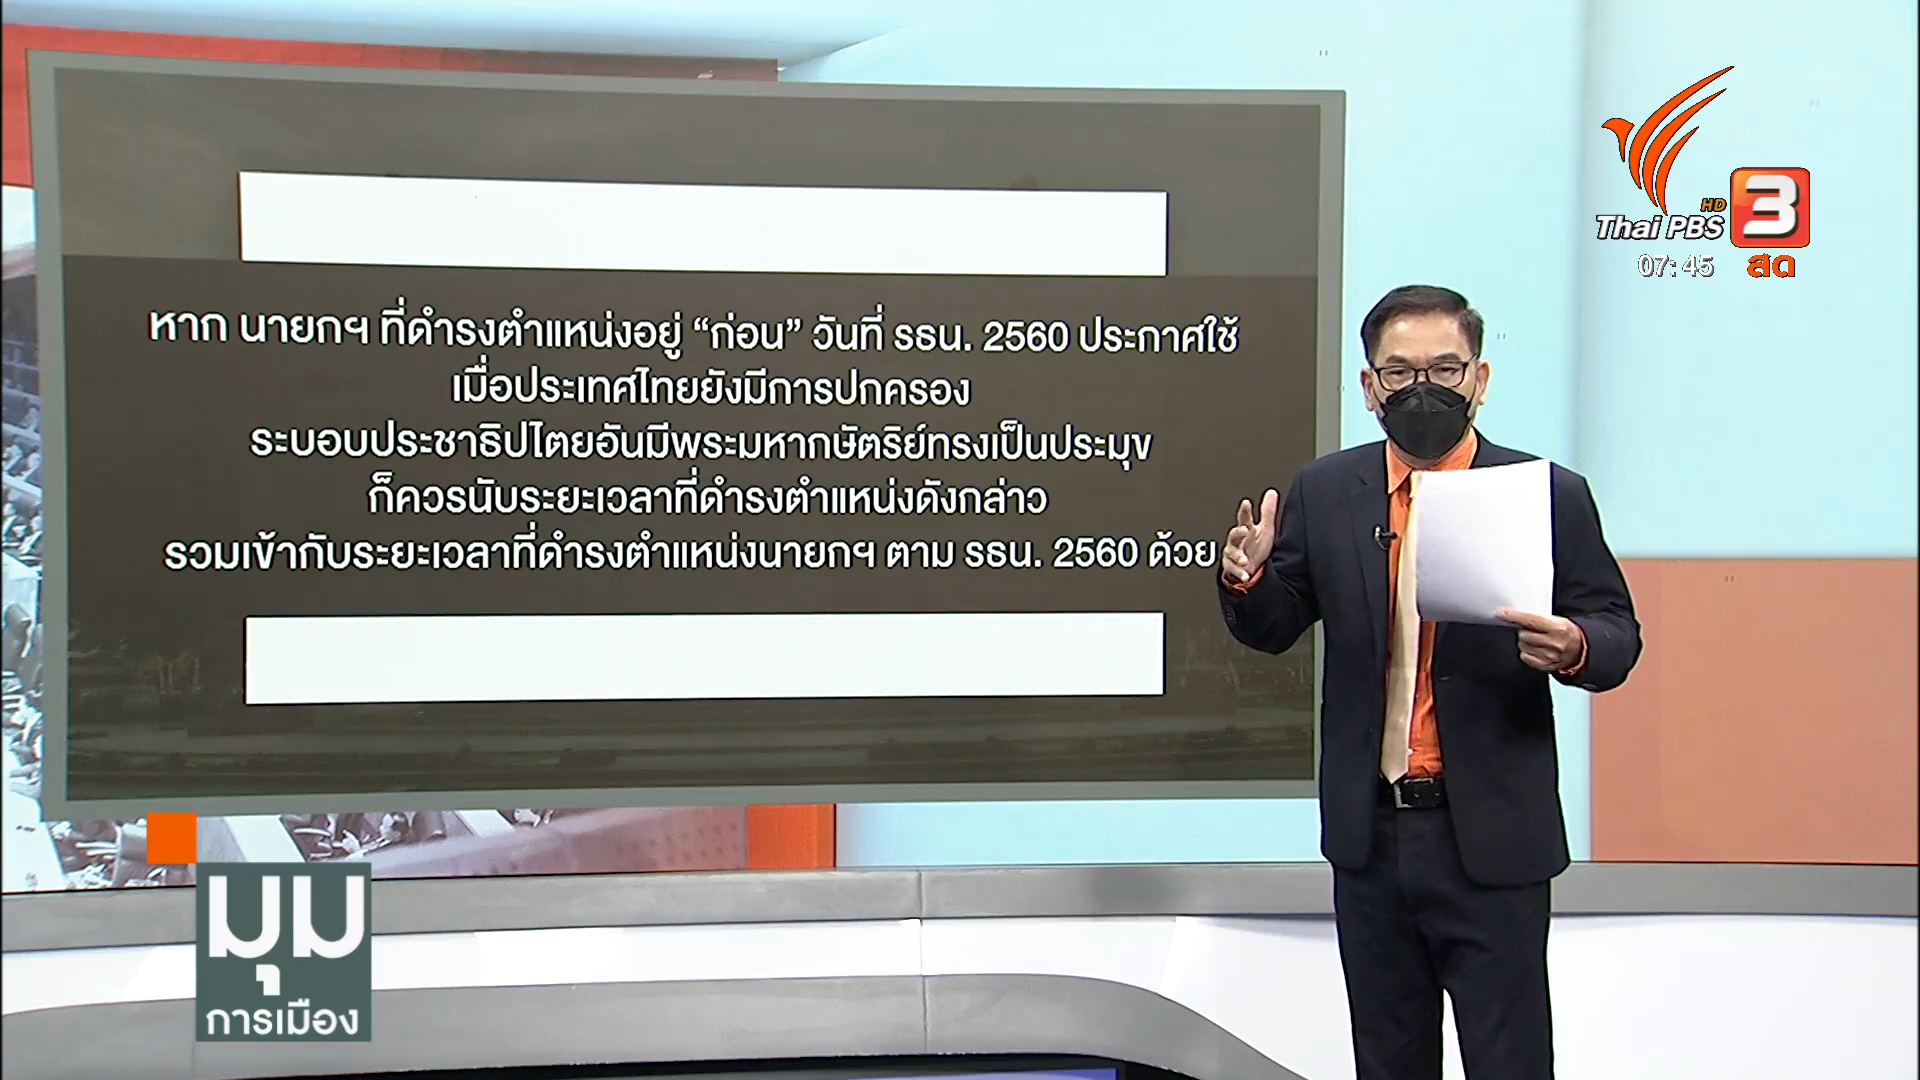 หาก นายกฯ ที่ดำรงตำแหน่งอยู่ “ก่อน” วันที่ รธน. 2560 ประกาศใช้
เมื่อประเทศไทยยังมีการปกครอง
ระบอบประชาธิปไตยอันมีพระมหากษัตริย์ทรงเป็นประมุข
ก็ควรนับระยะเวลาที่ดำรงตำแหน่งดังกล่าว
รวมเข้ากับระยะเวลาที่ดำรงตำแหน่งนายกฯ ตาม รธน. 2560 ด้วย
Thai PBS HD 3
07:45 สด
มุม
การเมือง